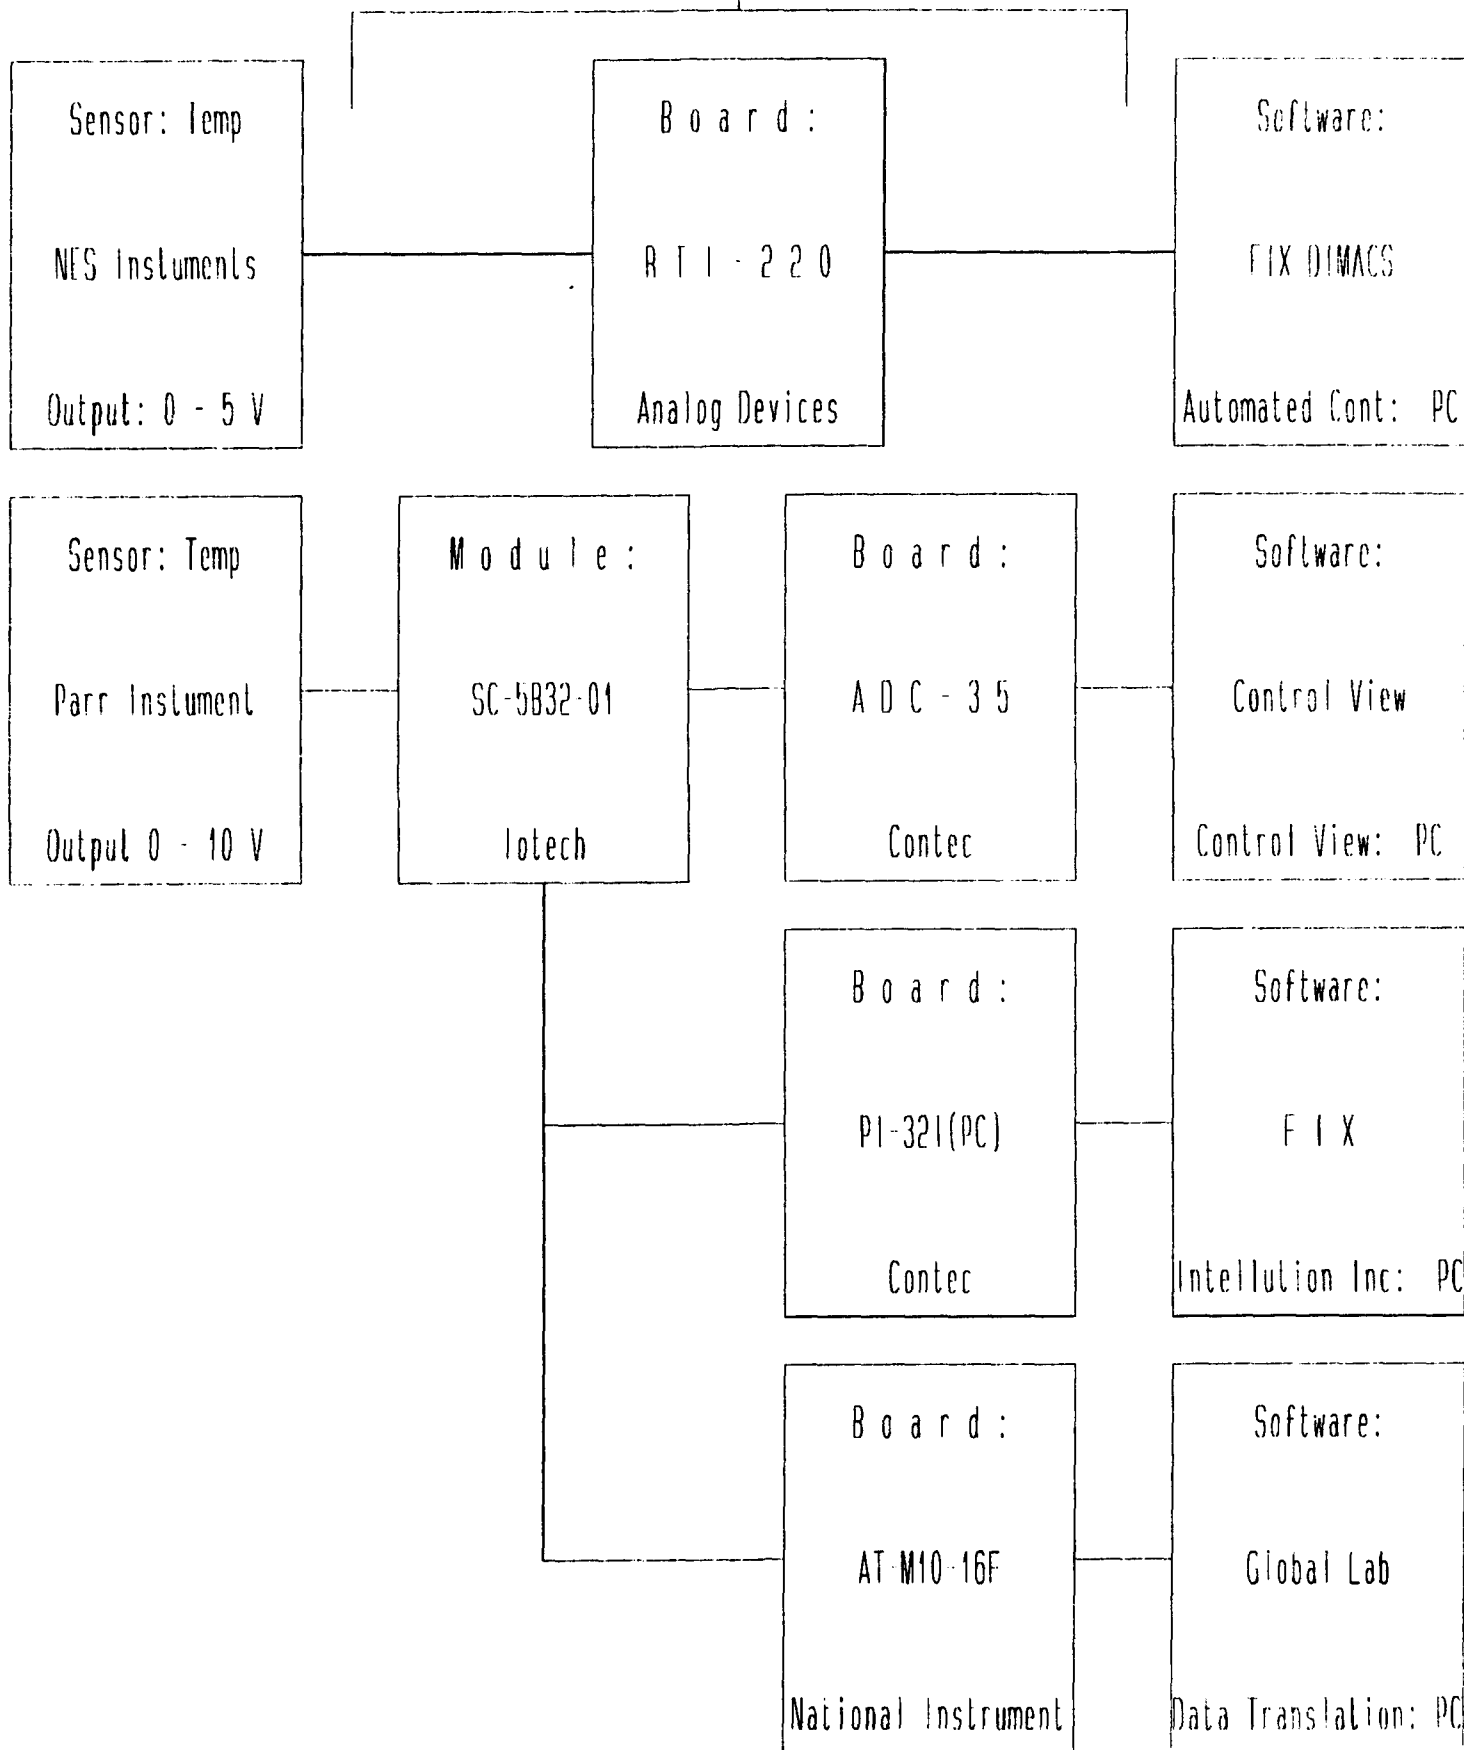 Sensor: Temp
NES Instuments
Output: 0 - 5 V
Board:
RTI-220
Analog Devices
Software:
FIX DIMACS
Automated Cont: PC
Sensor: Temp
Parr Instument
Output 0 - 10 V
Module:
SC-5B32-01
Iotech
Board:
ADC-35
Contec
Software:
Control View
Control View: PC
Board:
PI-32I(PC)
Contec
Software:
FIX
Intellution Inc: PC
Board:
AT-M10-16F
National Instrument
Software:
Global Lab
Data Translation: PC